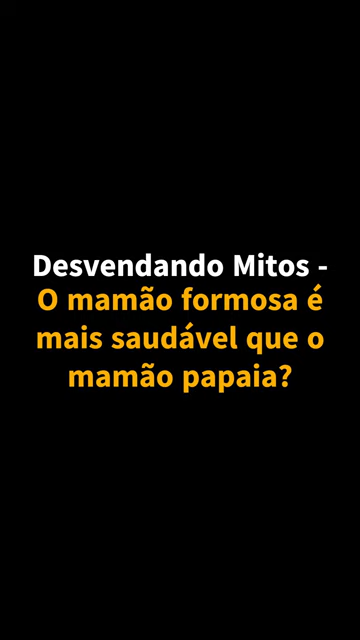 Desvendando Mitos -
O mamão formosa é
mais saudável que o
mamão papaia?